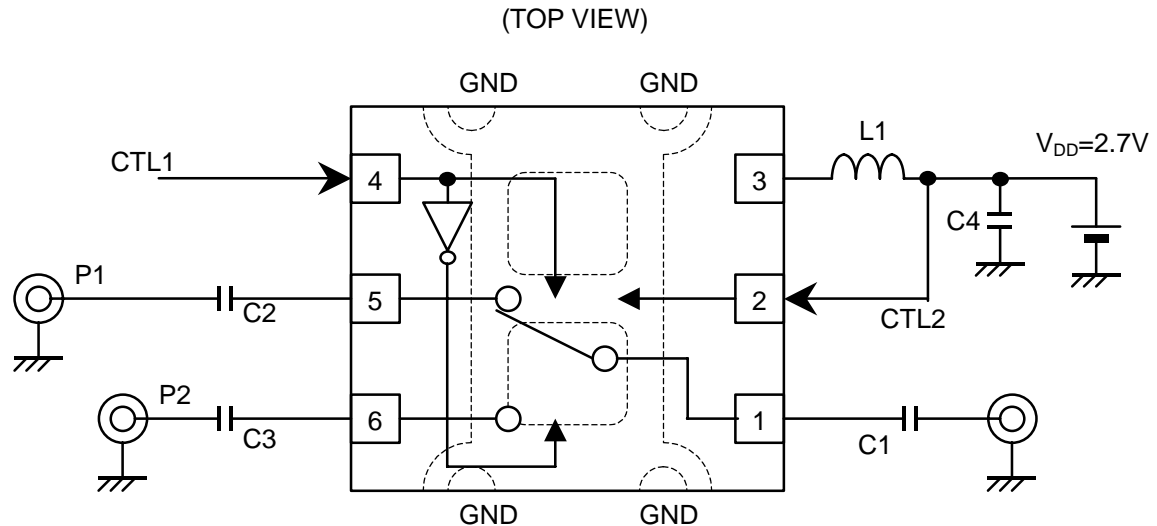 (TOP VIEW)
GND GND
CTL1 4 3 L1 V_DD=2.7V
C4
P1 C2 5 2 CTL2
P2 C3 6 1 C1
GND GND